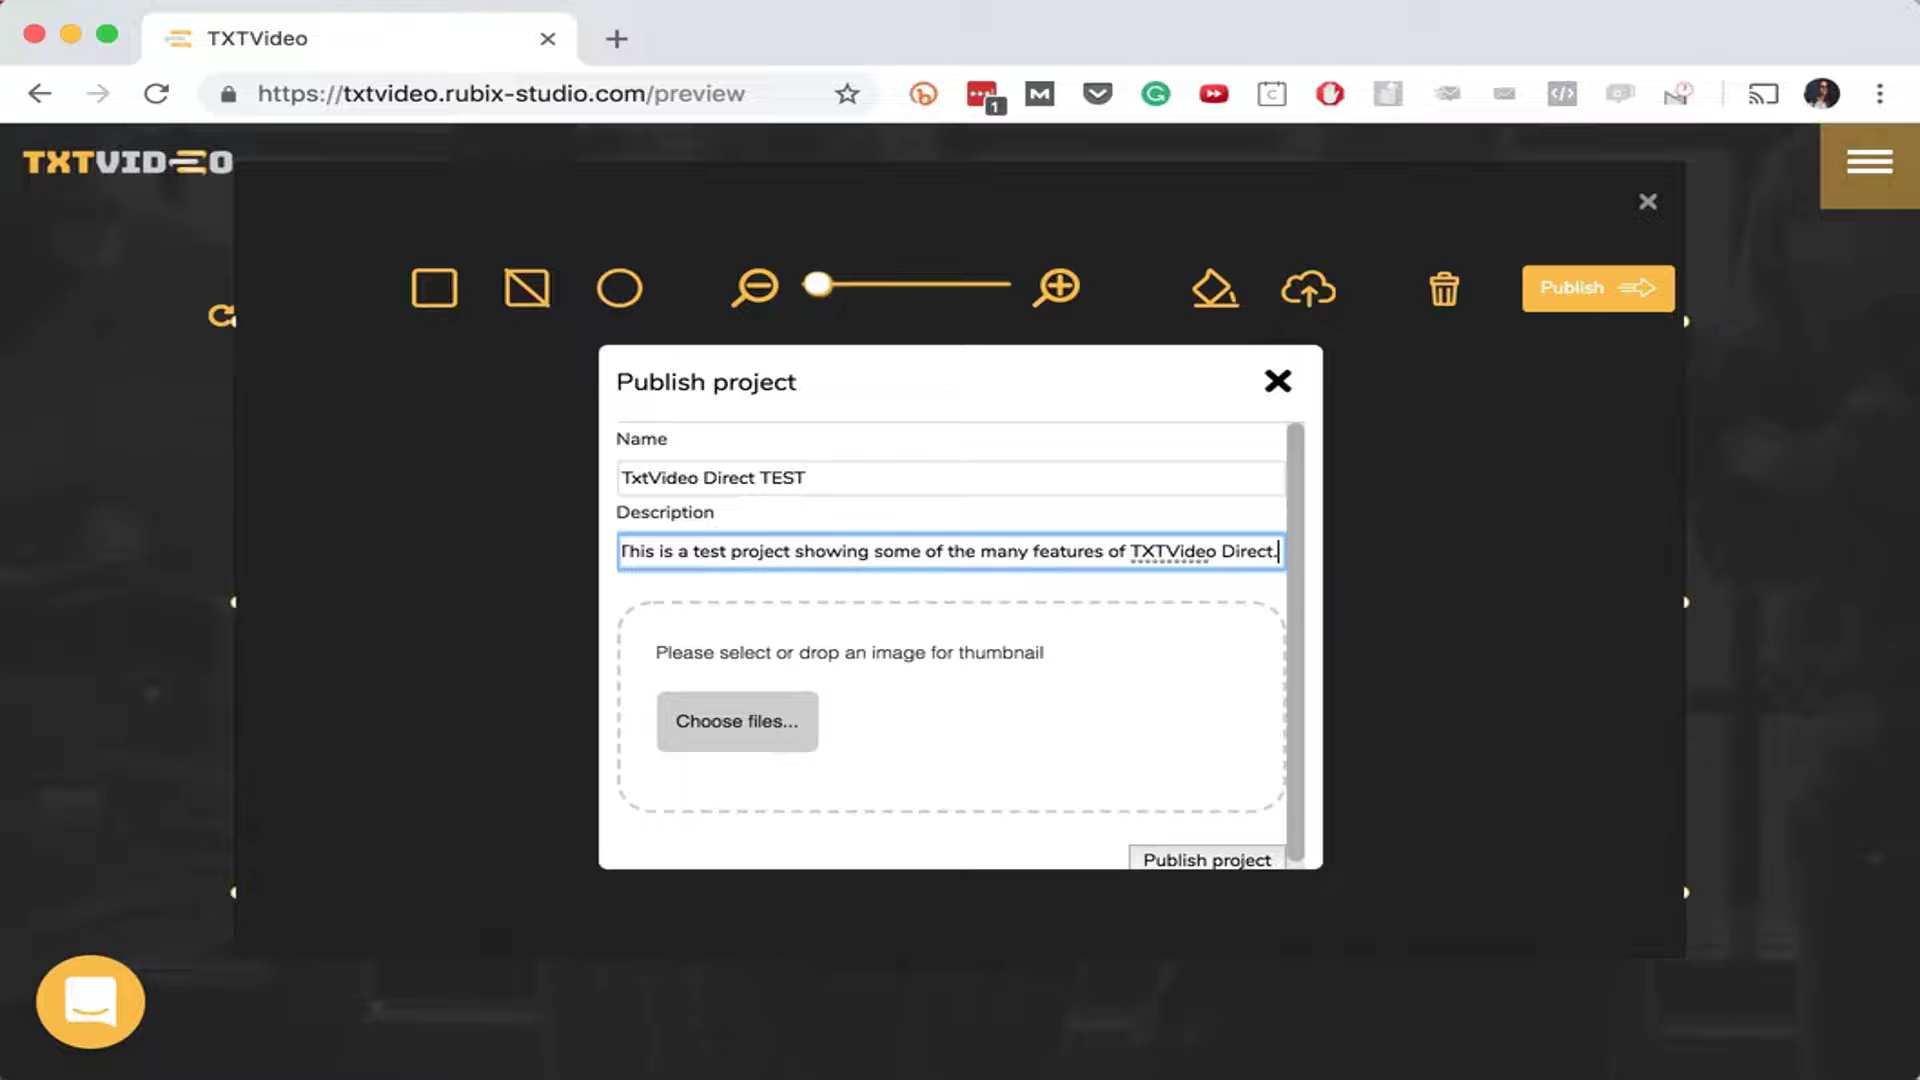 TXTVideo
https://txtvideo.rubix-studio.com/preview
1
TXTVIDEO
Publish
Publish project
Name
TxtVideo Direct TEST
Description
This is a test project showing some of the many features of TXTVideo Direct.
Please select or drop an image for thumbnail
Choose files...
Publish project